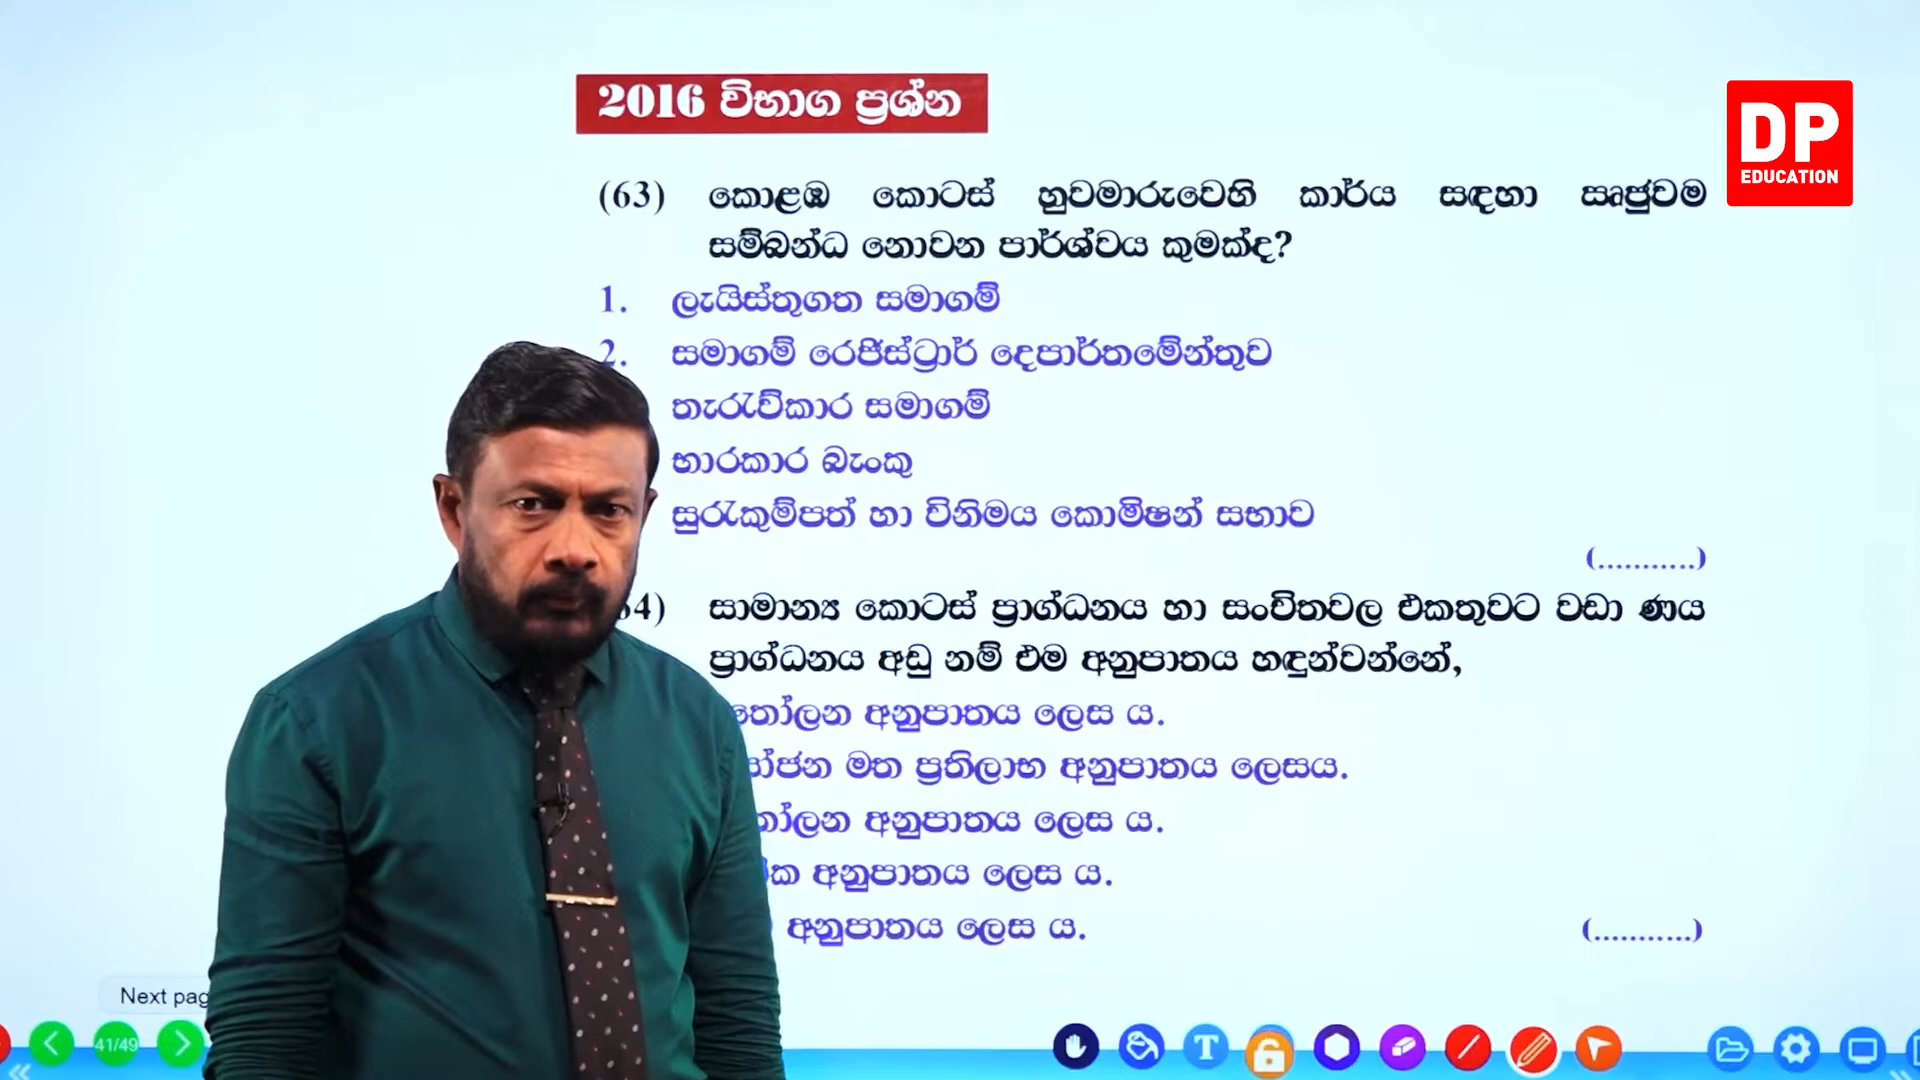 2016 විභාග ප්‍රශ්න
DP
EDUCATION
(63) කොළඹ කොටස් හුවමාරුවෙහි කාර්ය සඳහා ඍජුවම
සම්බන්ධ නොවන පාර්ශ්වය කුමක්ද?
1. ලැයිස්තුගත සමාගම්
2. සමාගම් රෙජිස්ට්‍රාර් දෙපාර්තමේන්තුව
තැරැව්කාර සමාගම්
භාරකාර බැංකු
සුරැකුම්පත් හා විනිමය කොමිෂන් සභාව
(...........)
සාමාන්‍ය කොටස් ප්‍රාග්ධනය හා සංචිතවල එකතුවට වඩා ණය
ප්‍රාග්ධනය අඩු නම් එම අනුපාතය හඳුන්වන්නේ,
අනුපාතය ලෙස ය.
මත ප්‍රතිලාභ අනුපාතය ලෙසය.
අනුපාතය ලෙස ය.
අනුපාතය ලෙස ය.
අනුපාතය ලෙස ය. (...........)
Next
41/49
T